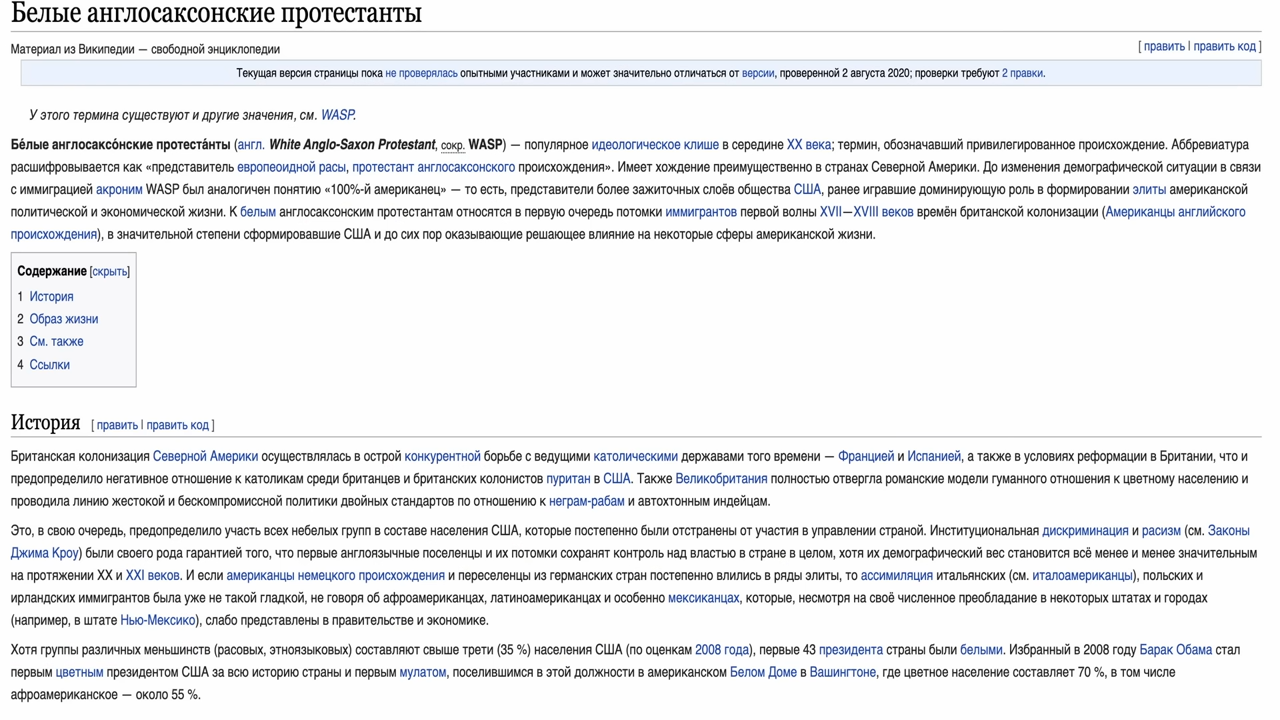 Белые англосаксонские протестанты
Материал из Википедии — свободной энциклопедии
[ править | править код ]
Текущая версия страницы пока не проверялась опытными участниками и может значительно отличаться от версии, проверенной 2 августа 2020; проверки требуют 2 правки.
У этого термина существуют и другие значения, см. WASP.
Бе́лые англосаксо́нские протеста́нты (англ. White Anglo-Saxon Protestant, сокр. WASP) — популярное идеологическое клише в середине XX века; термин, обозначавший привилегированное происхождение. Аббревиатура
расшифровывается как «представитель европеоидной расы, протестант англосаксонского происхождения». Имеет хождение преимущественно в странах Северной Америки. До изменения демографической ситуации в связи
с иммиграцией акроним WASP был аналогичен понятию «100%-й американец» — то есть, представители более зажиточных слоёв общества США, ранее игравшие доминирующую роль в формировании элиты американской
политической и экономической жизни. К белым англосаксонским протестантам относятся в первую очередь потомки иммигрантов первой волны XVII—XVIII веков времён британской колонизации (Американцы английского
происхождения), в значительной степени сформировавшие США и до сих пор оказывающие решающее влияние на некоторые сферы американской жизни.
Содержание [скрыть]
1 История
2 Образ жизни
3 См. также
4 Ссылки
История [ править | править код ]
Британская колонизация Северной Америки осуществлялась в острой конкурентной борьбе с ведущими католическими державами того времени — Францией и Испанией, а также в условиях реформации в Британии, что и
предопределило негативное отношение к католикам среди британцев и британских колонистов пуритан в США. Также Великобритания полностью отвергла романские модели гуманного отношения к цветному населению и
проводила линию жестокой и бескомпромиссной политики двойных стандартов по отношению к неграм-рабам и автохтонным индейцам.
Это, в свою очередь, предопределило участь всех небелых групп в составе населения США, которые постепенно были отстранены от участия в управлении страной. Институциональная дискриминация и расизм (см. Законы
Джима Кроу) были своего рода гарантией того, что первые англоязычные поселенцы и их потомки сохранят контроль над властью в стране в целом, хотя их демографический вес становится всё менее и менее значительным
на протяжении XX и XXI веков. И если американцы немецкого происхождения и переселенцы из германских стран постепенно влились в ряды элиты, то ассимиляция итальянских (см. италоамериканцы), польских и
ирландских иммигрантов была уже не такой гладкой, не говоря об афроамериканцах, латиноамериканцах и особенно мексиканцах, которые, несмотря на своё численное преобладание в некоторых штатах и городах
(например, в штате Нью-Мексико), слабо представлены в правительстве и экономике.
Хотя группы различных меньшинств (расовых, этноязыковых) составляют свыше трети (35 %) населения США (по оценкам 2008 года), первые 43 президента страны были белыми. Избранный в 2008 году Барак Обама стал
первым цветным президентом США за всю историю страны и первым мулатом, поселившимся в этой должности в американском Белом Доме в Вашингтоне, где цветное население составляет 70 %, в том числе
афроамериканское — около 55 %.